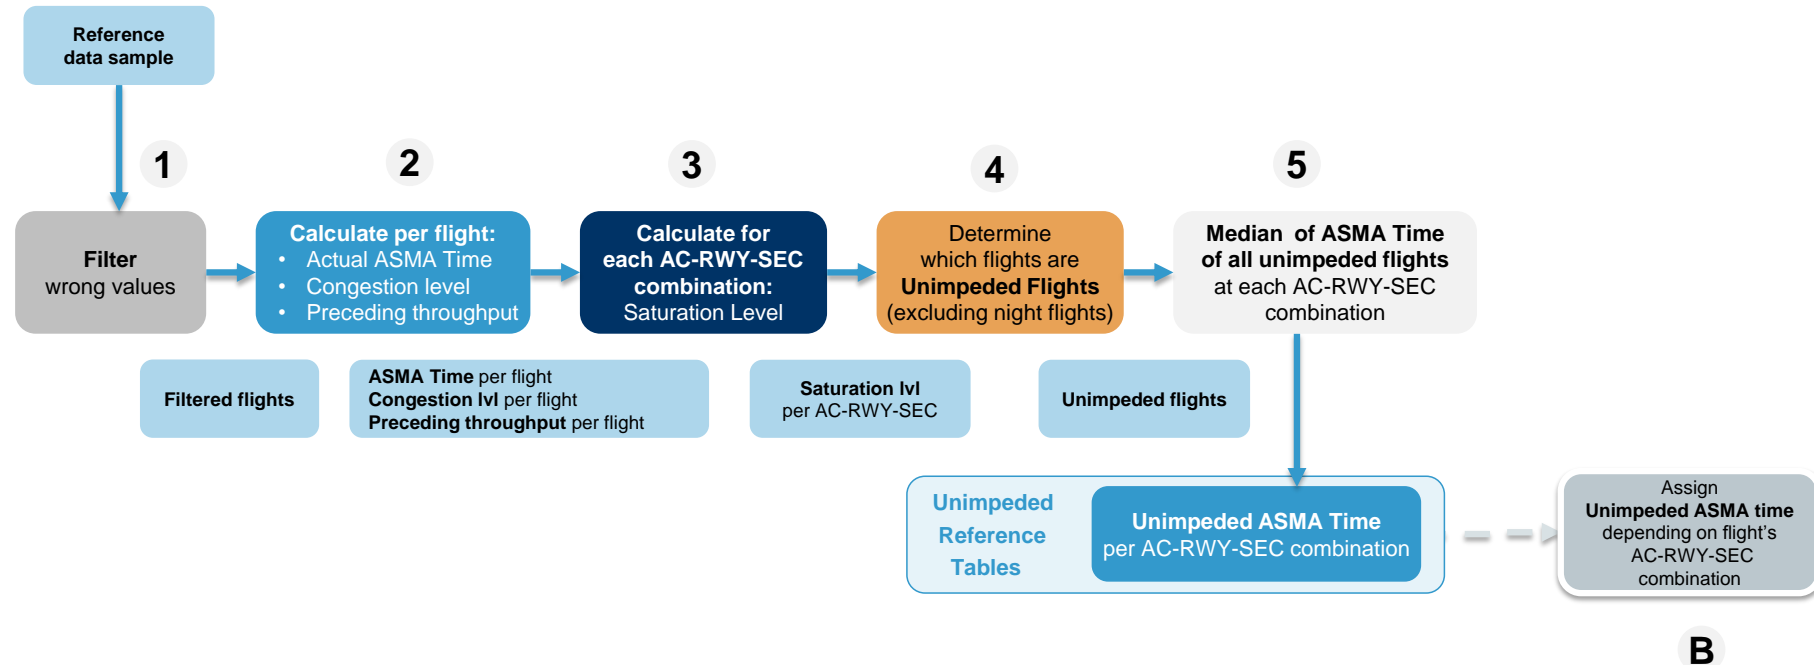 Reference
data sample
1
2
3
4
5
Filter
wrong values
Calculate per flight:
• Actual ASMA Time
• Congestion level
• Preceding throughput
Calculate for
each AC-RWY-SEC
combination:
Saturation Level
Determine
which flights are
Unimpeded Flights
(excluding night flights)
Median of ASMA Time
of all unimpeded flights
at each AC-RWY-SEC
combination
Filtered flights
ASMA Time per flight
Congestion lvl per flight
Preceding throughput per flight
Saturation lvl
per AC-RWY-SEC
Unimpeded flights
Unimpeded
Reference
Tables
Unimpeded ASMA Time
per AC-RWY-SEC combination
Assign
Unimpeded ASMA time
depending on flight's
AC-RWY-SEC
combination
B